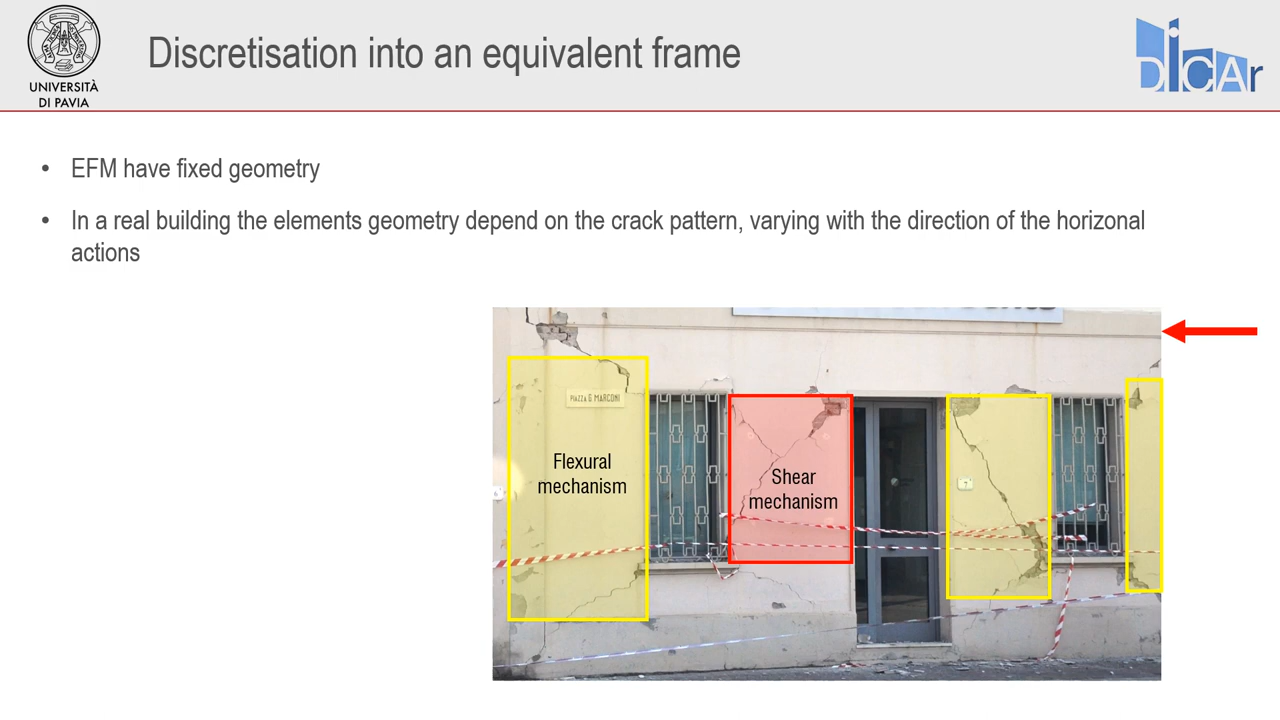 UNIVERSITÀ
DI PAVIA
Discretisation into an equivalent frame
DICAr
• EFM have fixed geometry
• In a real building the elements geometry depend on the crack pattern, varying with the direction of the horizonal
actions
PIAZZA G. MARCONI
Flexural
mechanism
Shear
mechanism